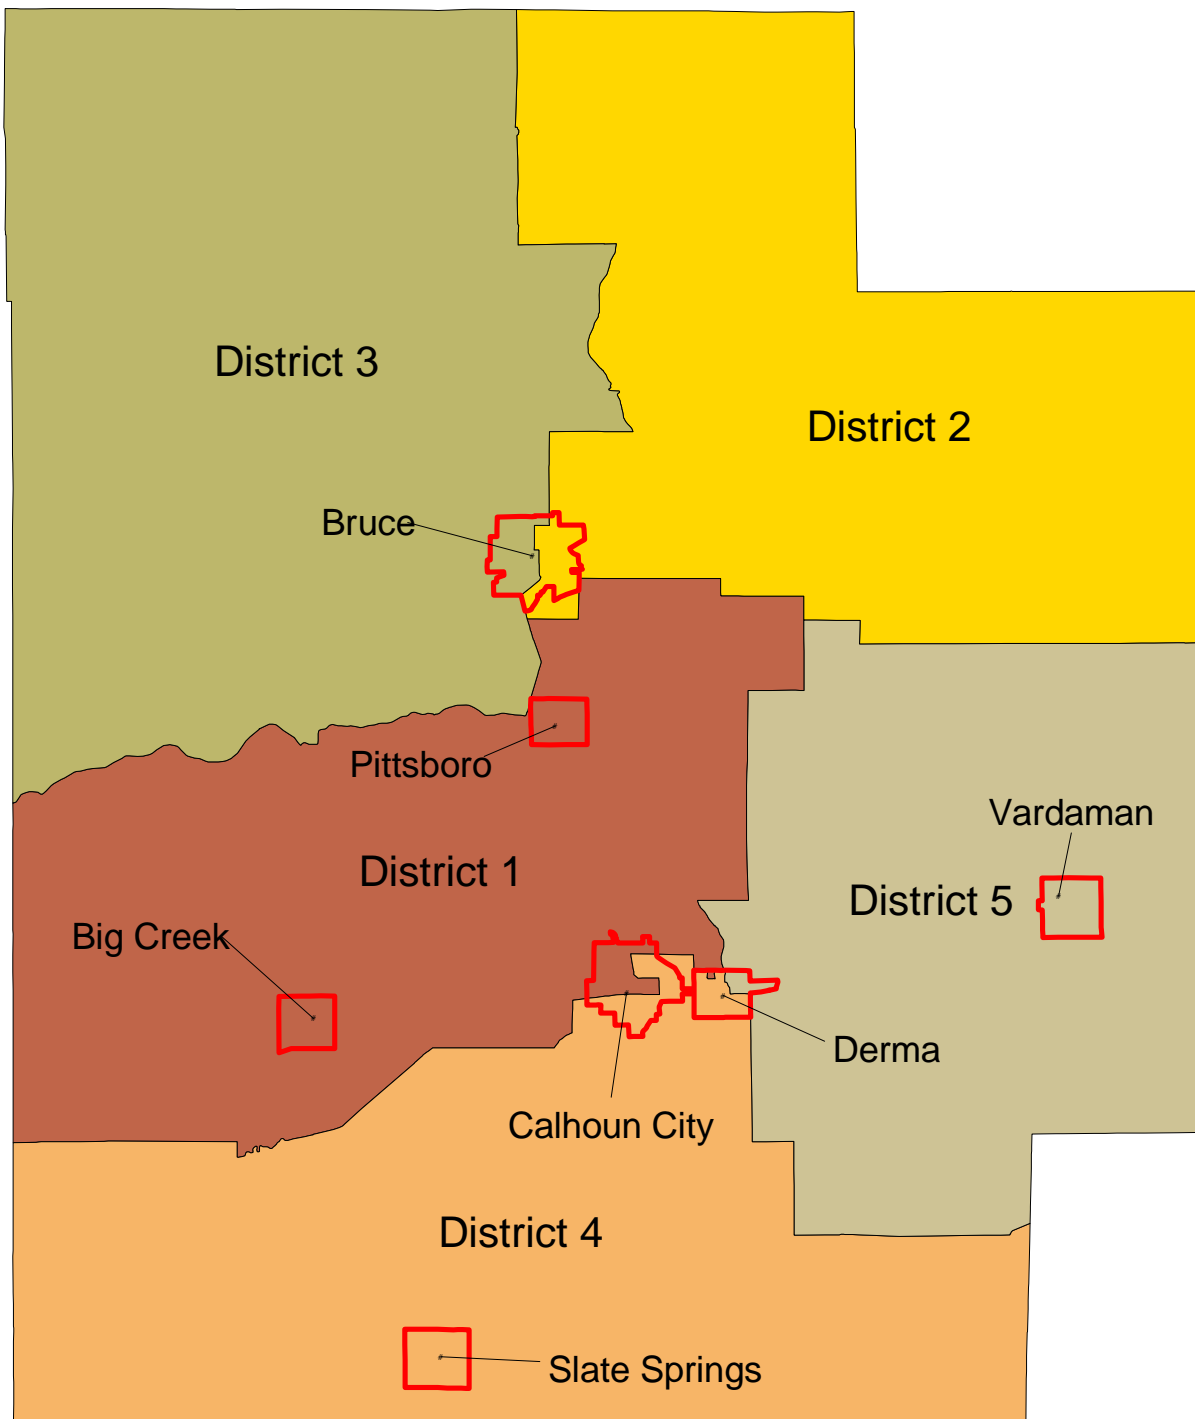 District 3
District 2
Bruce
Pittsboro
Vardaman
District 1
District 5
Big Creek
Derma
Calhoun City
District 4
Slate Springs